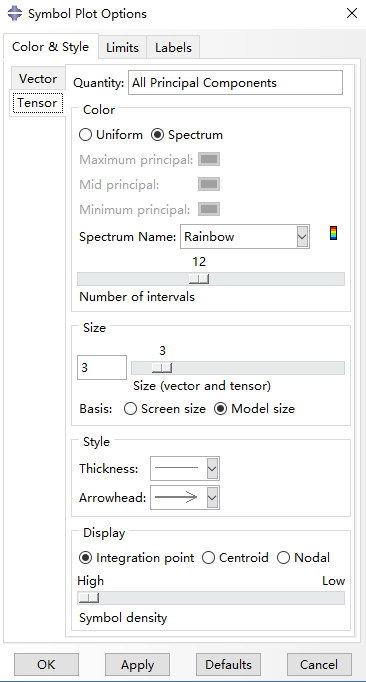 Symbol Plot Options
Color & Style Limits Labels
Vector
Tensor
Quantity: All Principal Components
Color
Uniform Spectrum
Maximum principal:
Mid principal:
Minimum principal:
Spectrum Name: Rainbow
12
Number of intervals
Size
3
3
Size (vector and tensor)
Basis: Screen size Model size
Style
Thickness:
Arrowhead:
Display
Integration point Centroid Nodal
High Low
Symbol density
OK Apply Defaults Cancel